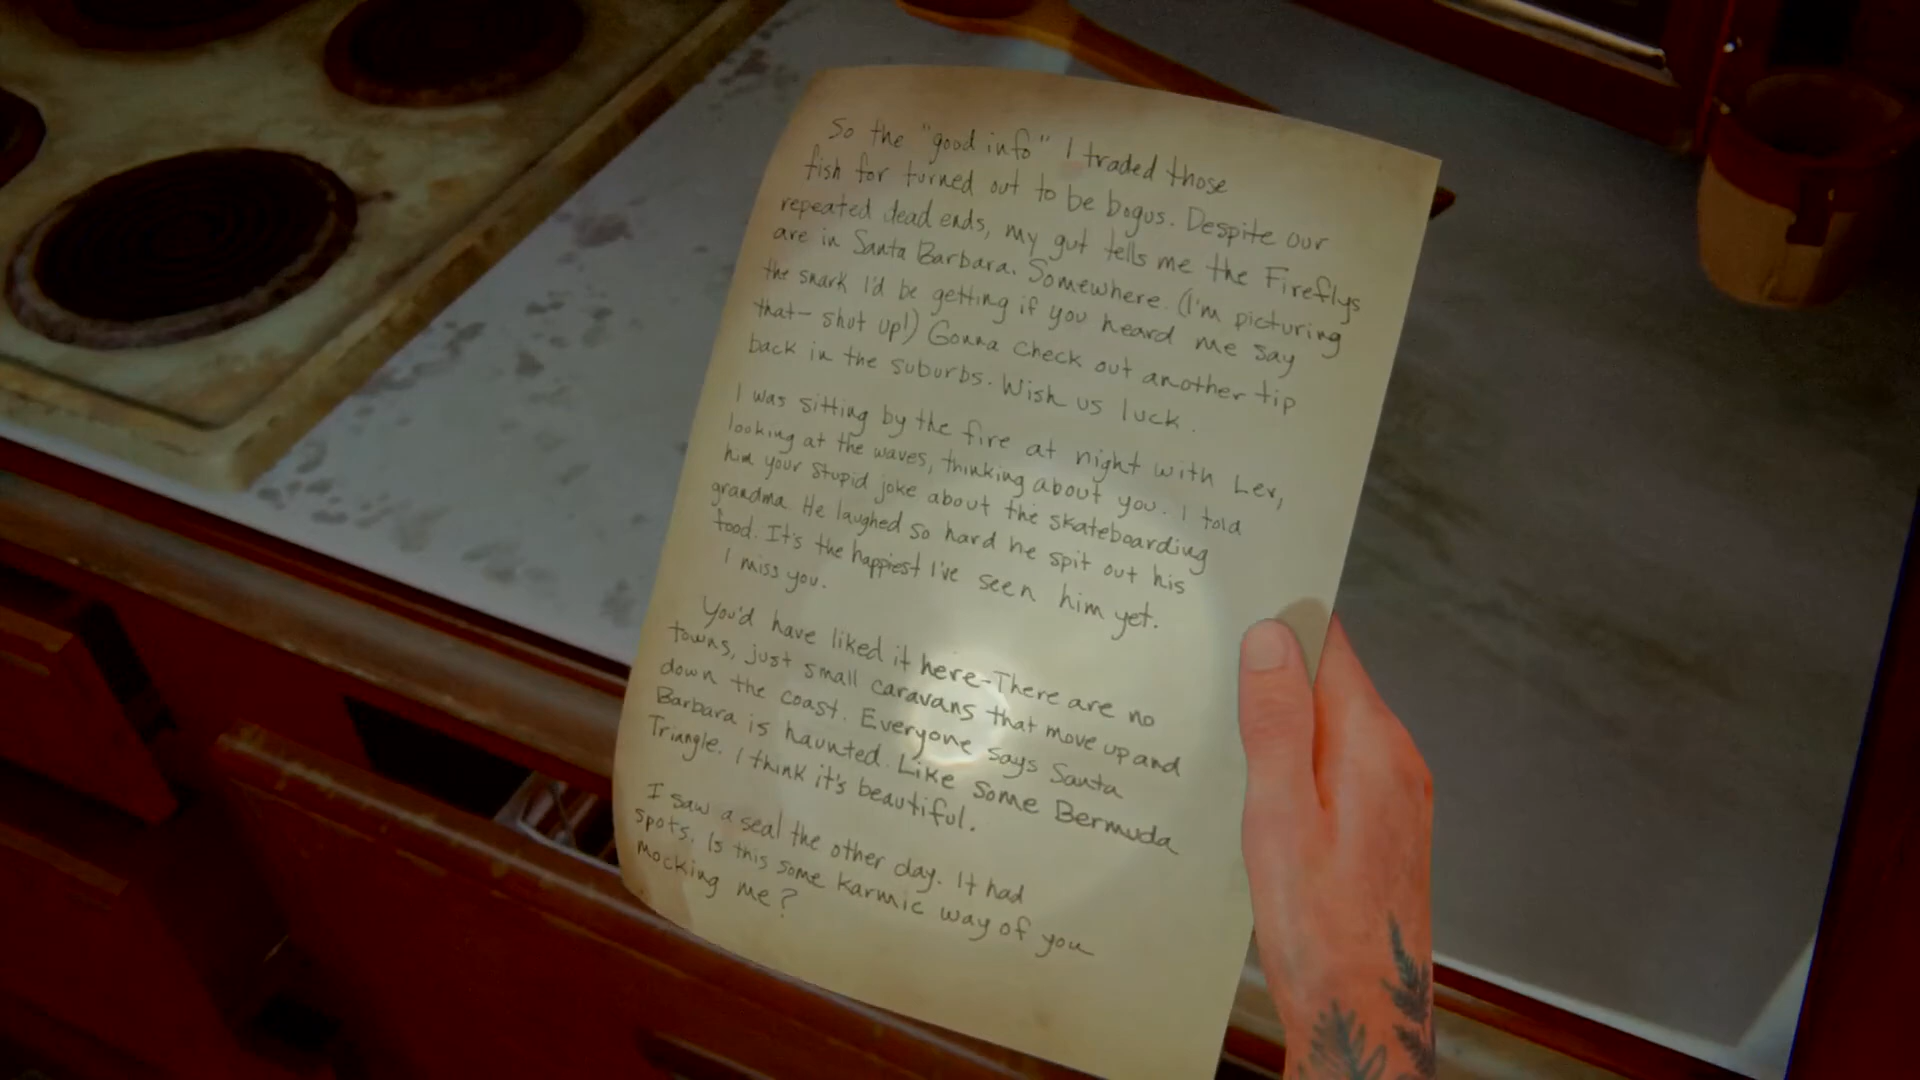 So the "good info" I traded those
fish for turned out to be bogus. Despite our
repeated dead ends, my gut tells me the Fireflys
are in Santa Barbara. Somewhere. (I'm picturing
the snark I'd be getting if you heard me say
that- shut up!) Gonna check out another tip
back in the suburbs. Wish us luck.
I was sitting by the fire at night with Lev,
looking at the waves, thinking about you. I told
him your stupid joke about the skateboarding
grandma. He laughed so hard he spit out his
food. It's the happiest I've seen him yet.
I miss you.
You'd have liked it here-There are no
towns, just small caravans that move up and
down the coast. Everyone says Santa
Barbara is haunted. Like some Bermuda
Triangle. I think it's beautiful.
I saw a seal the other day. It had
spots. Is this some karmic way of you
mocking me?